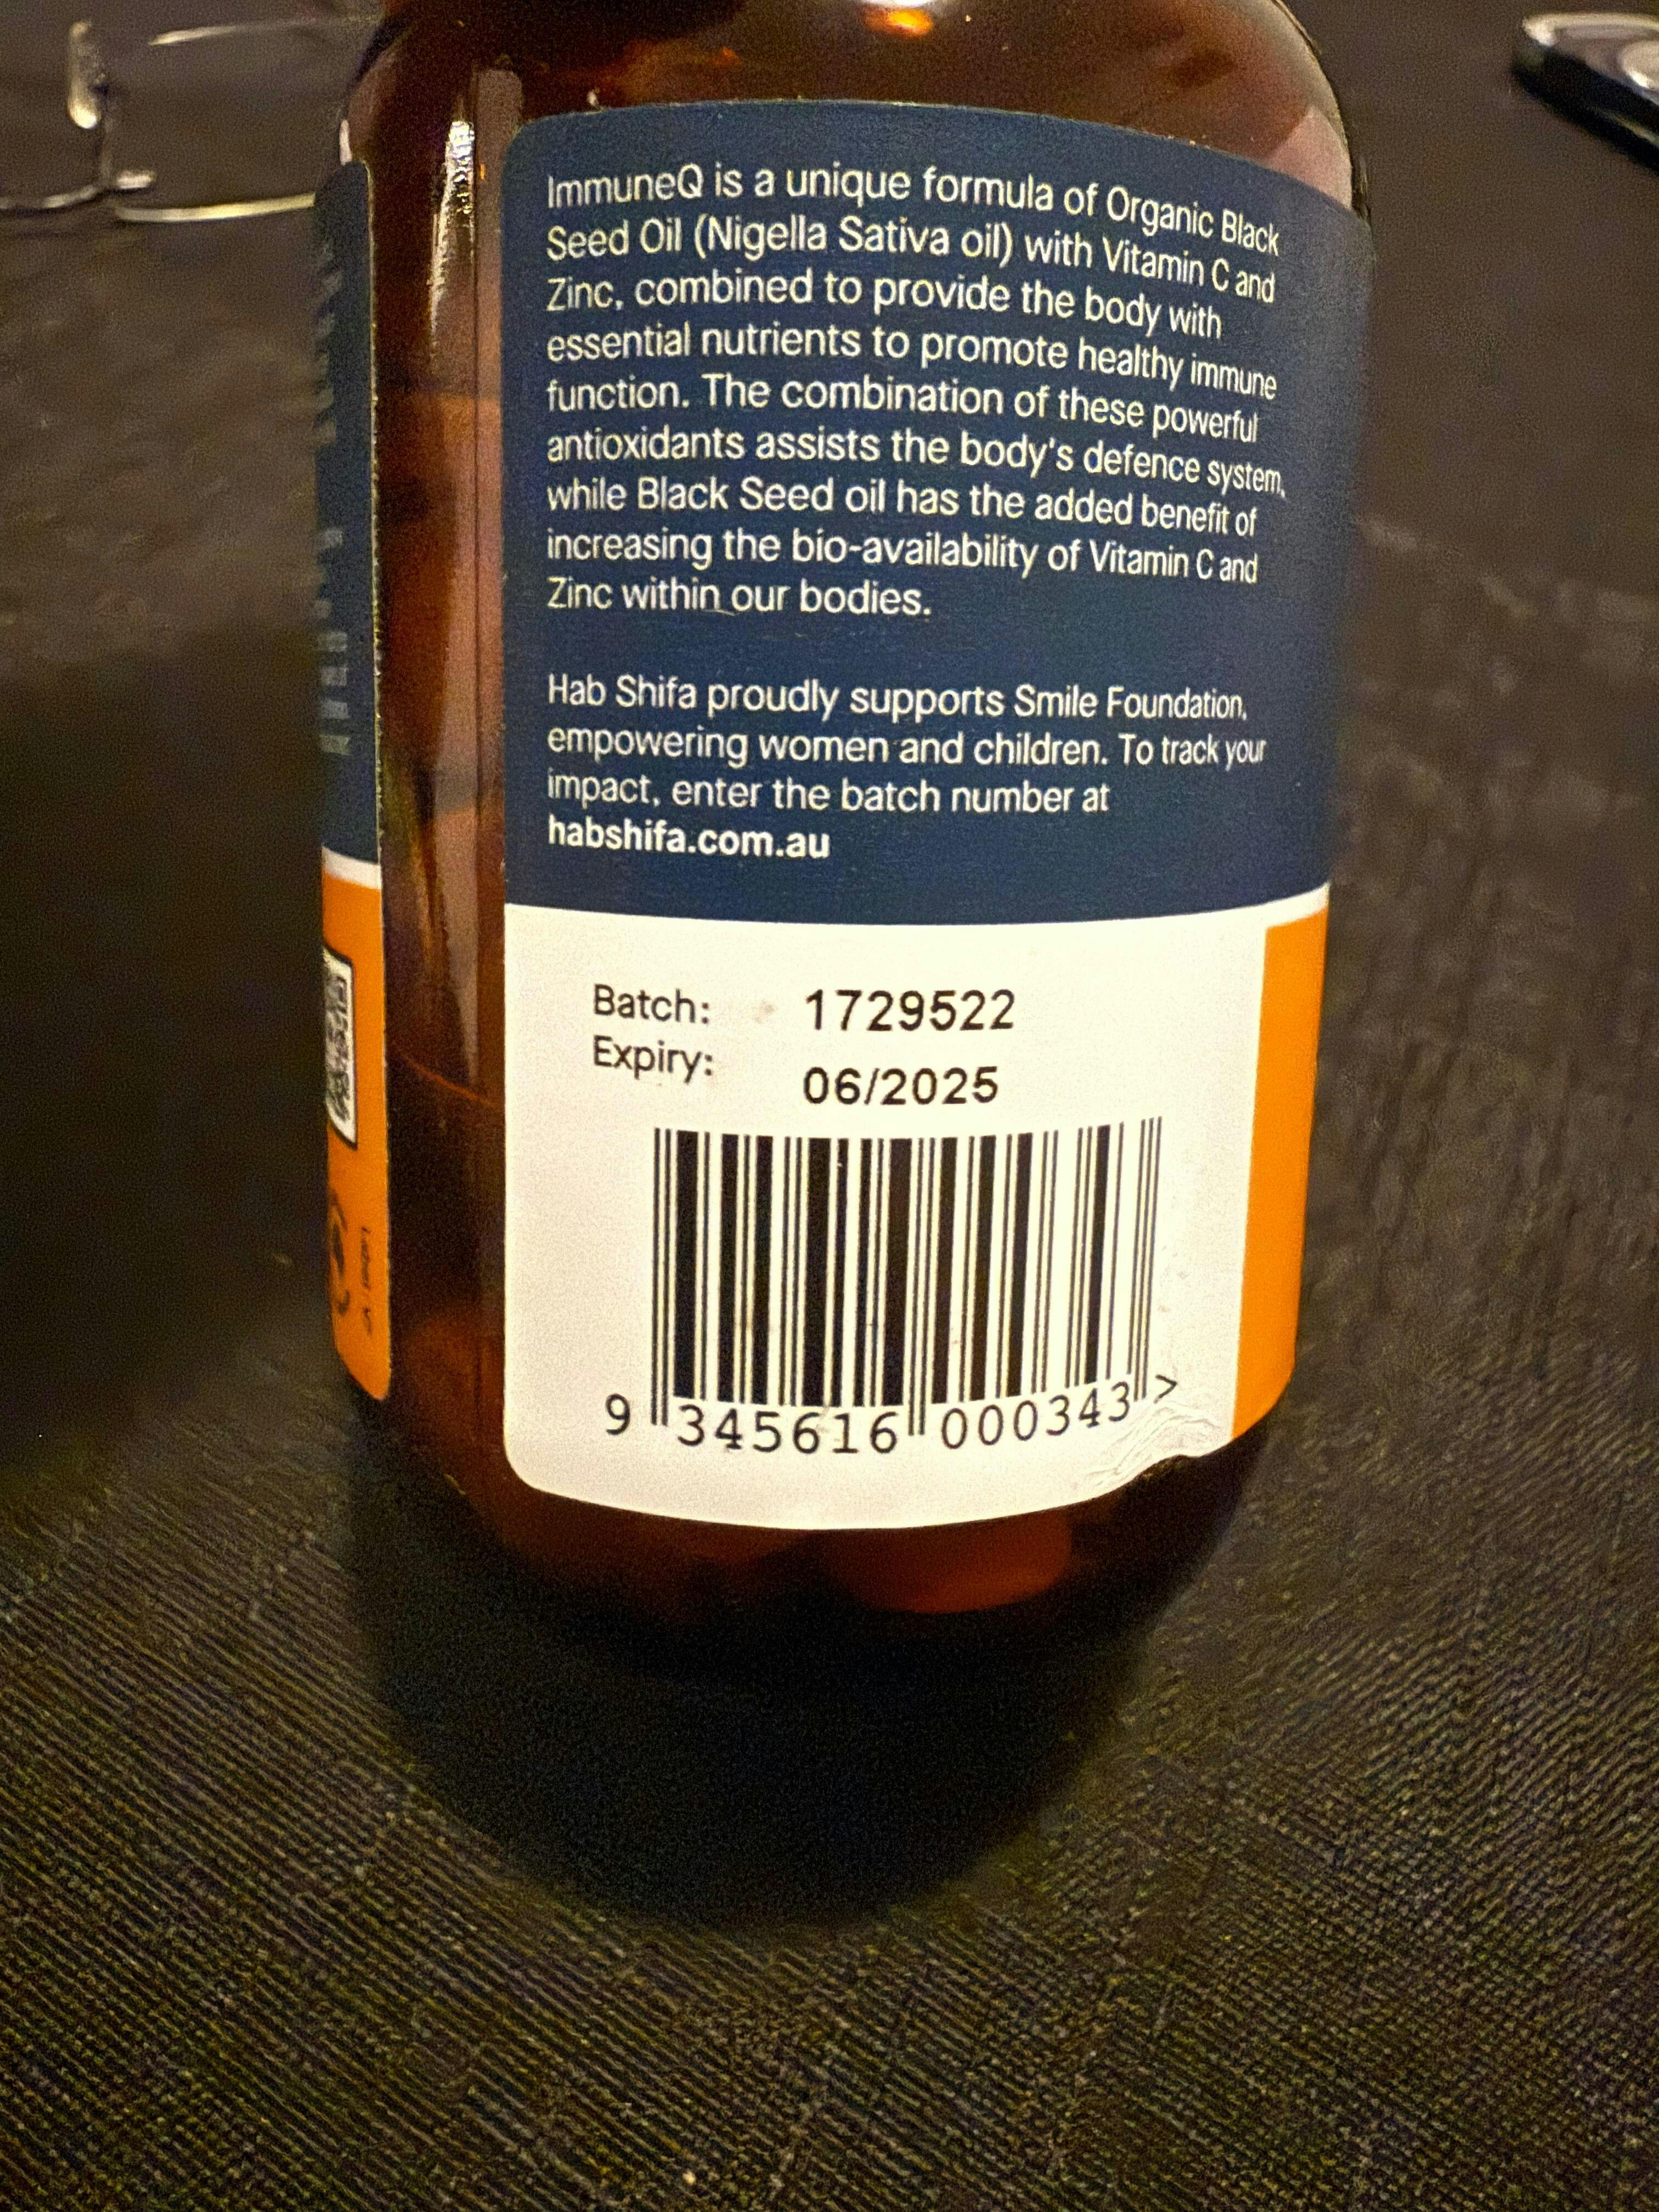 ImmuneQ is a unique formula of Organic Black
Seed Oil (Nigella Sativa oil) with Vitamin C and
Zinc, combined to provide the body with
essential nutrients to promote healthy immune
function. The combination of these powerful
antioxidants assists the body's defence system,
while Black Seed oil has the added benefit of
increasing the bio-availability of Vitamin C and
Zinc within our bodies.
Hab Shifa proudly supports Smile Foundation,
empowering women and children. To track your
impact, enter the batch number at
habshifa.com.au
Batch: 1729522
Expiry: 06/2025
9 345616 000343 >